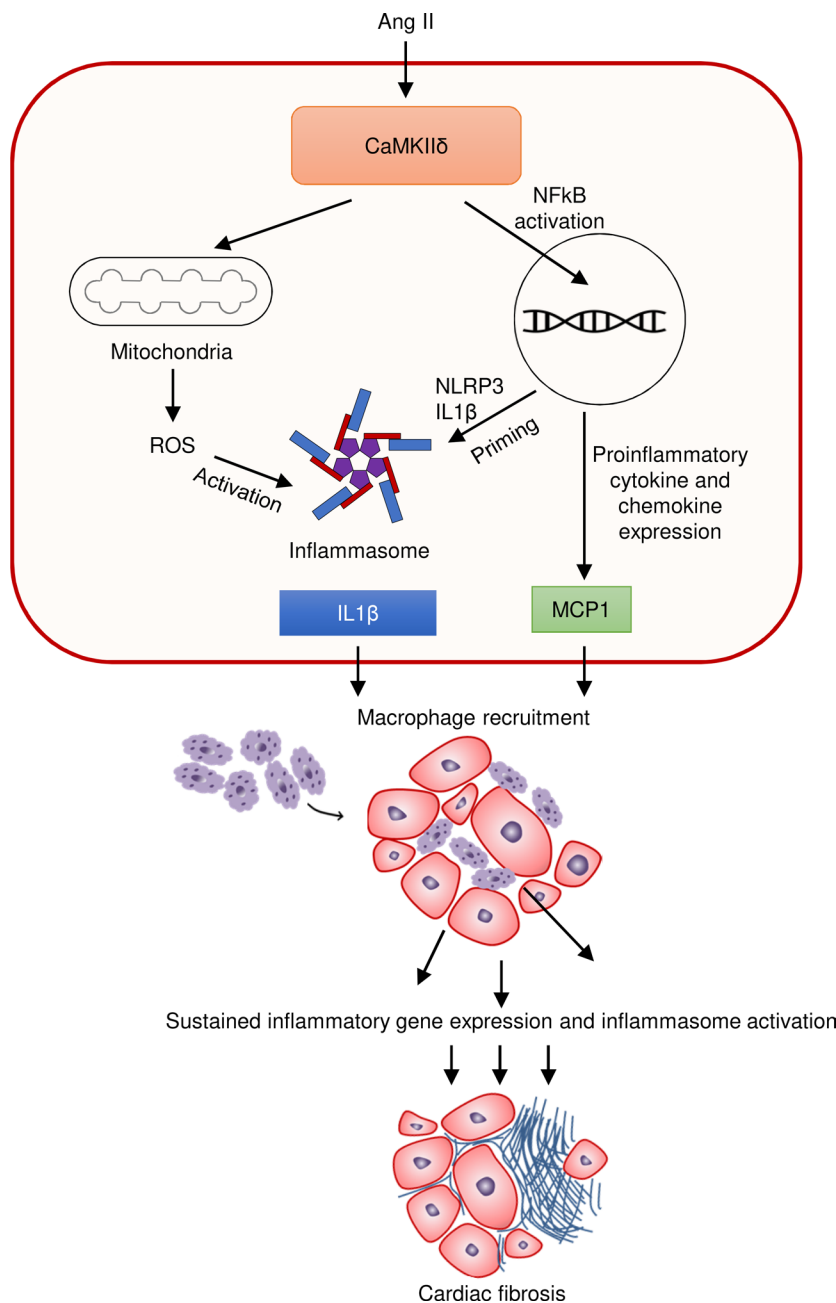 Ang II
CaMKIIδ
NFkB
activation
Mitochondria
ROS
Activation
NLRP3
IL1β
Priming
Inflammasome
Proinflammatory
cytokine and
chemokine
expression
IL1β
MCP1
Macrophage recruitment
Sustained inflammatory gene expression and inflammasome activation
Cardiac fibrosis